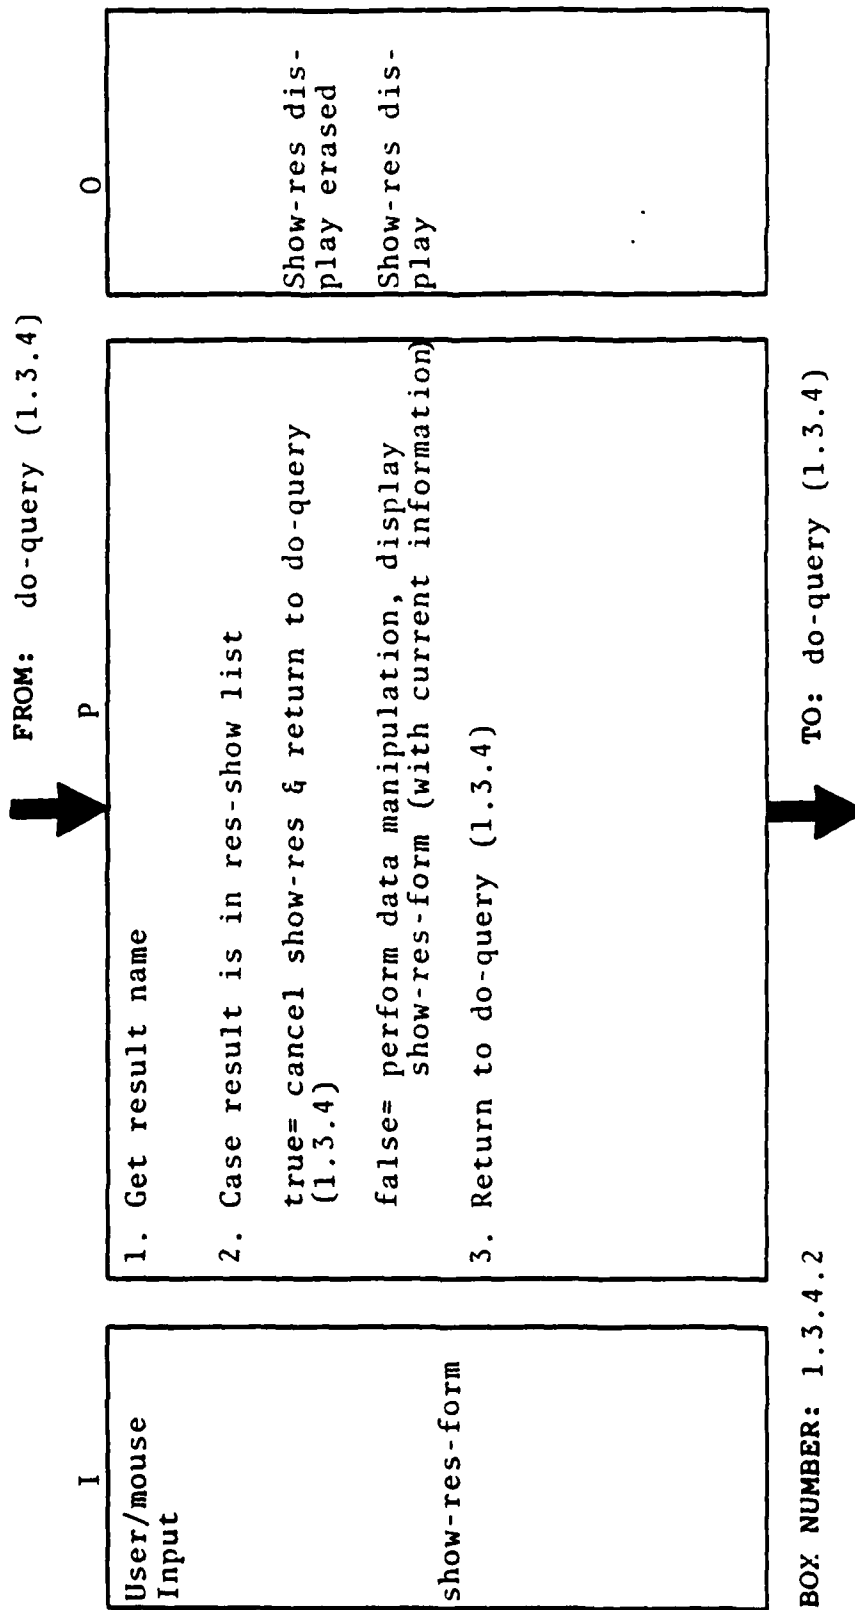 FROM: do-query (1.3.4)
I
P
O
User/mouse
Input
show-res-form
1. Get result name
2. Case result is in res-show list
true= cancel show-res & return to do-query
(1.3.4)
false= perform data manipulation, display
show-res-form (with current information)
3. Return to do-query (1.3.4)
Show-res dis-
play erased
Show-res dis-
play
BOX NUMBER: 1.3.4.2
TO: do-query (1.3.4)